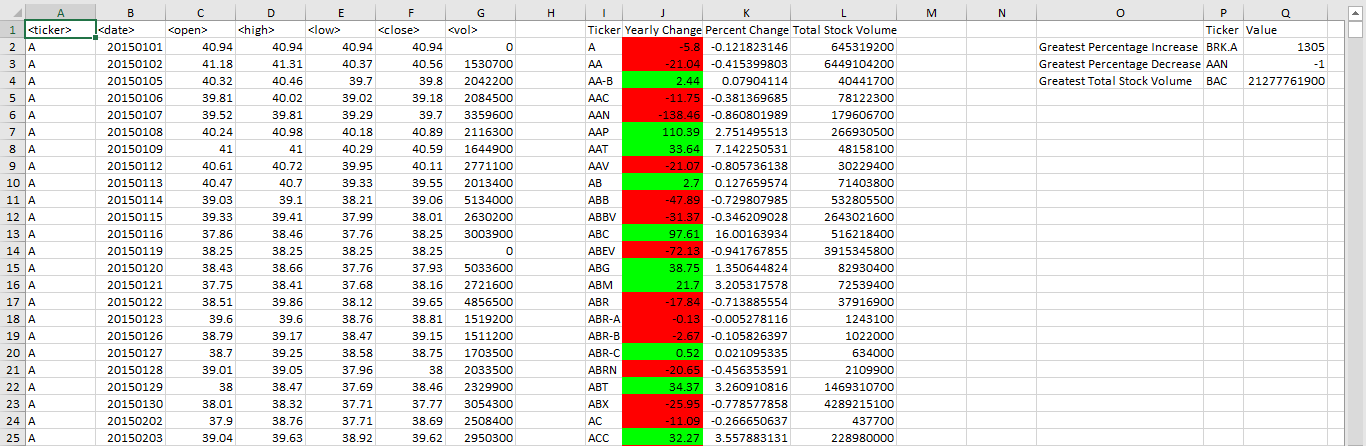 A B C D E F G H I J K L M N O P Q
1 <ticker> <date> <open> <high> <low> <close> <vol> Ticker Yearly Change Percent Change Total Stock Volume Ticker Value
2 A 20150101 40.94 40.94 40.94 40.94 0 A -5.8 -0.121823146 645319200 Greatest Percentage Increase BRK.A 1305
3 A 20150102 41.18 41.31 40.37 40.56 1530700 AA -21.04 -0.415399803 6449104200 Greatest Percentage Decrease AAN -1
4 A 20150105 40.32 40.46 39.7 39.8 2042200 AA-B 2.44 0.07904114 40441700 Greatest Total Stock Volume BAC 21277761900
5 A 20150106 39.81 40.02 39.02 39.18 2084500 AAC -11.75 -0.381369685 78122300
6 A 20150107 39.52 39.81 39.29 39.7 3359600 AAN -138.46 -0.860801989 179606700
7 A 20150108 40.24 40.98 40.18 40.89 2116300 AAP 110.39 2.751495513 266930500
8 A 20150109 41 41 40.29 40.59 1644900 AAT 33.64 7.142250531 48158100
9 A 20150112 40.61 40.72 39.95 40.11 2771100 AAV -21.07 -0.805736138 30229400
10 A 20150113 40.47 40.7 39.33 39.55 2013400 AB 2.7 0.127659574 71403800
11 A 20150114 39.03 39.1 38.21 39.06 5134000 ABB -47.89 -0.729807985 532805500
12 A 20150115 39.33 39.41 37.99 38.01 2630200 ABBV -31.37 -0.346209028 2643021600
13 A 20150116 37.86 38.46 37.76 38.25 3003900 ABC 97.61 16.00163934 516218400
14 A 20150119 38.25 38.25 38.25 38.25 0 ABEV -72.13 -0.941767855 3915345800
15 A 20150120 38.43 38.66 37.76 37.93 5033600 ABG 38.75 1.350644824 82930400
16 A 20150121 37.75 38.41 37.68 38.16 2721600 ABM 21.7 3.205317578 72539400
17 A 20150122 38.51 39.86 38.12 39.65 4856500 ABR -17.84 -0.713885554 37916900
18 A 20150123 39.6 39.6 38.76 38.81 1519200 ABR-A -0.13 -0.005278116 1243100
19 A 20150126 38.79 39.17 38.47 39.15 1511200 ABR-B -2.67 -0.105826397 1022000
20 A 20150127 38.7 39.25 38.58 38.75 1703500 ABR-C 0.52 0.021095335 634000
21 A 20150128 39.01 39.05 37.96 38 2033500 ABRN -20.65 -0.456353591 2109900
22 A 20150129 38 38.47 37.69 38.46 2329900 ABT 34.37 3.260910816 1469310700
23 A 20150130 38.01 38.32 37.71 37.77 3054300 ABX -25.95 -0.778577858 4289215100
24 A 20150202 37.9 38.76 37.71 38.69 2508400 AC -11.09 -0.266650637 437700
25 A 20150203 39.04 39.63 38.92 39.62 2950300 ACC 32.27 3.557883131 228980000